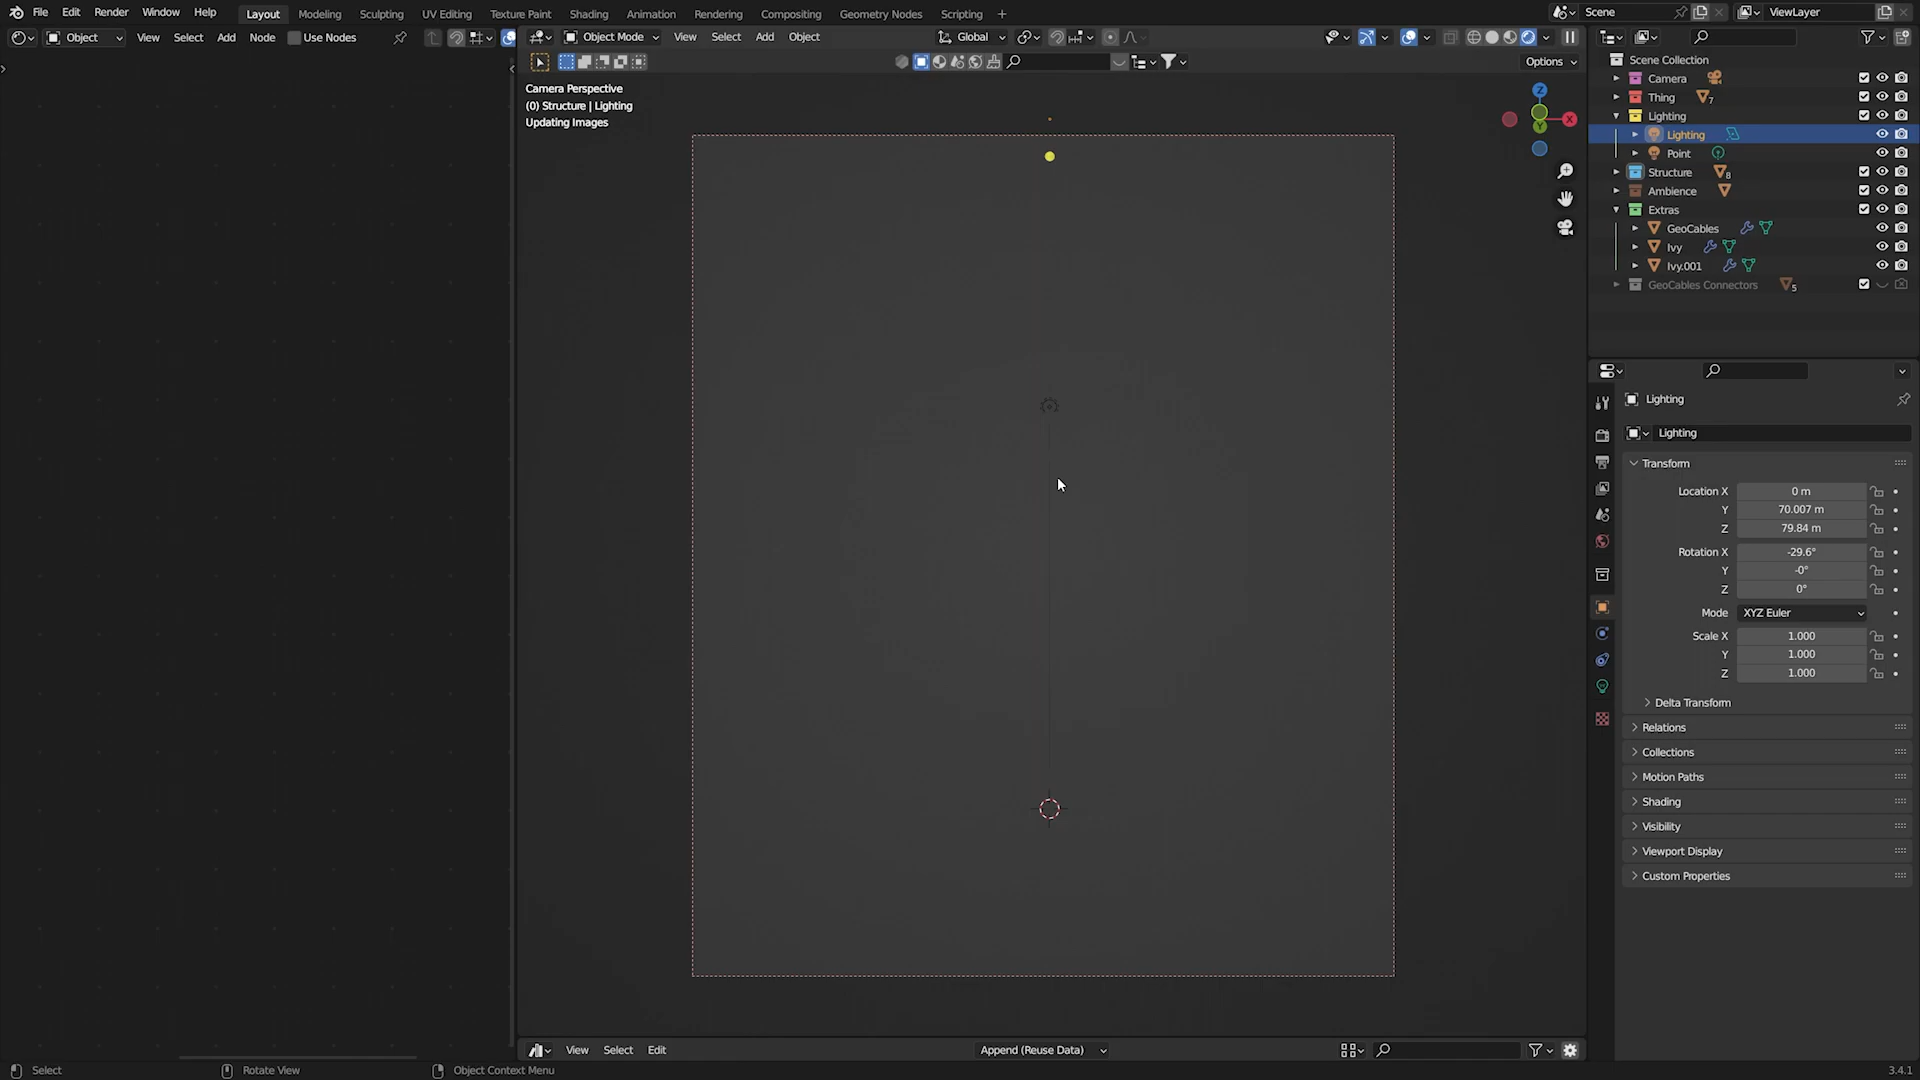 File Edit Render Window Help Layout Modeling Sculpting UV Editing Texture Paint Shading Animation Rendering Compositing Geometry Nodes Scripting + Scene ViewLayer
Object View Select Add Node Use Nodes
Object Mode View Select Add Object Global
Options
Camera Perspective
(0) Structure | Lighting
Updating Images
Z
X
Y
Scene Collection
Camera
Thing 7
Lighting
Lighting
Point
Structure 8
Ambience
Extras
GeoCables
Ivy
Ivy.001
GeoCables Connectors 5
Lighting
Lighting
Transform
Location X 0 m
Y 70.007 m
Z 79.84 m
Rotation X -29.6°
Y -0°
Z 0°
Mode XYZ Euler
Scale X 1.000
Y 1.000
Z 1.000
Delta Transform
Relations
Collections
Motion Paths
Shading
Visibility
Viewport Display
Custom Properties
View Select Edit Append (Reuse Data)
Select Rotate View Object Context Menu 3.4.1